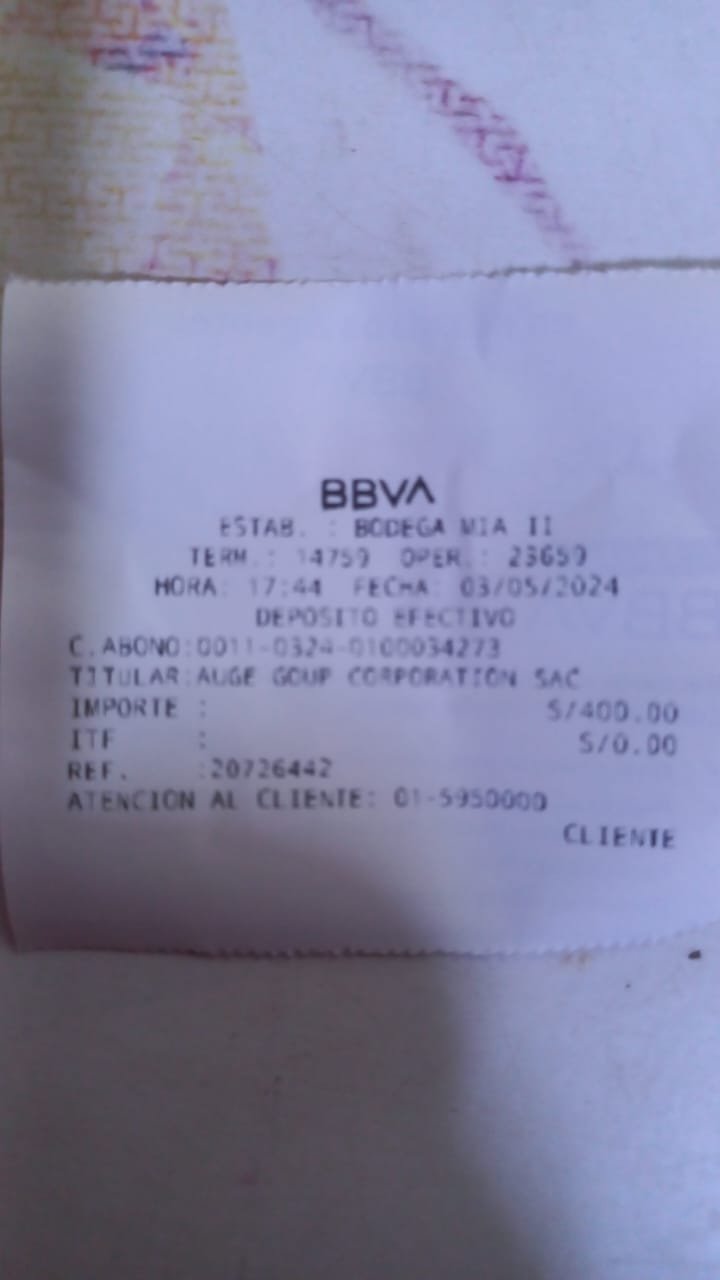 BBVA
ESTAB. : BODEGA MIA II
TERM.: 14759 OPER.: 23659
HORA: 17:44 FECHA: 03/05/2024
DEPOSITO EFECTIVO
C.ABONO:0011-0324-0100034273
TITULAR:AUGE GOUP CORPORATION SAC
IMPORTE : S/400.00
ITF : S/0.00
REF. :20726442
ATENCION AL CLIENTE: 01-5950000
CLIENTE